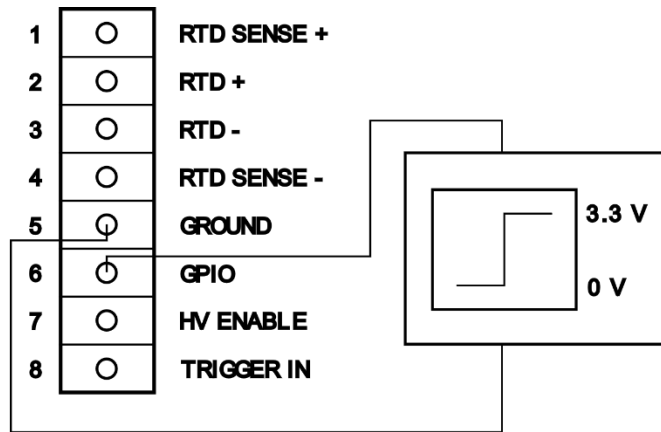 1 RTD SENSE +
2 RTD +
3 RTD -
4 RTD SENSE -
5 GROUND
6 GPIO
7 HV ENABLE
8 TRIGGER IN
3.3 V
0 V